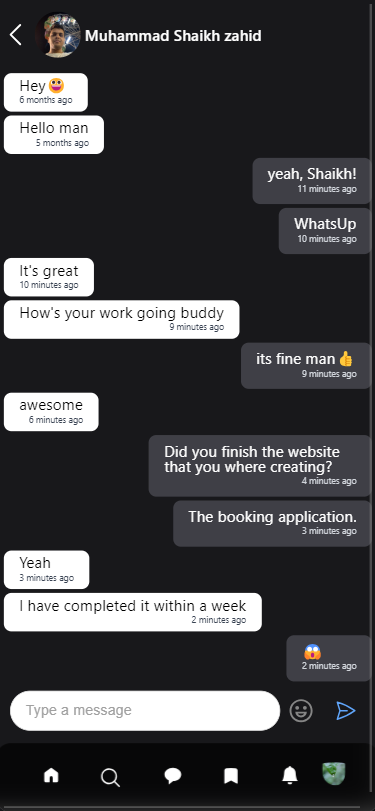 Muhammad Shaikh zahid
Hey😀
6 months ago
Hello man
5 months ago
yeah, Shaikh!
11 minutes ago
WhatsUp
10 minutes ago
It's great
10 minutes ago
How's your work going buddy
9 minutes ago
its fine man👍
9 minutes ago
awesome
6 minutes ago
Did you finish the website
that you where creating?
4 minutes ago
The booking application.
3 minutes ago
Yeah
3 minutes ago
I have completed it within a week
2 minutes ago
😱
2 minutes ago
Type a message